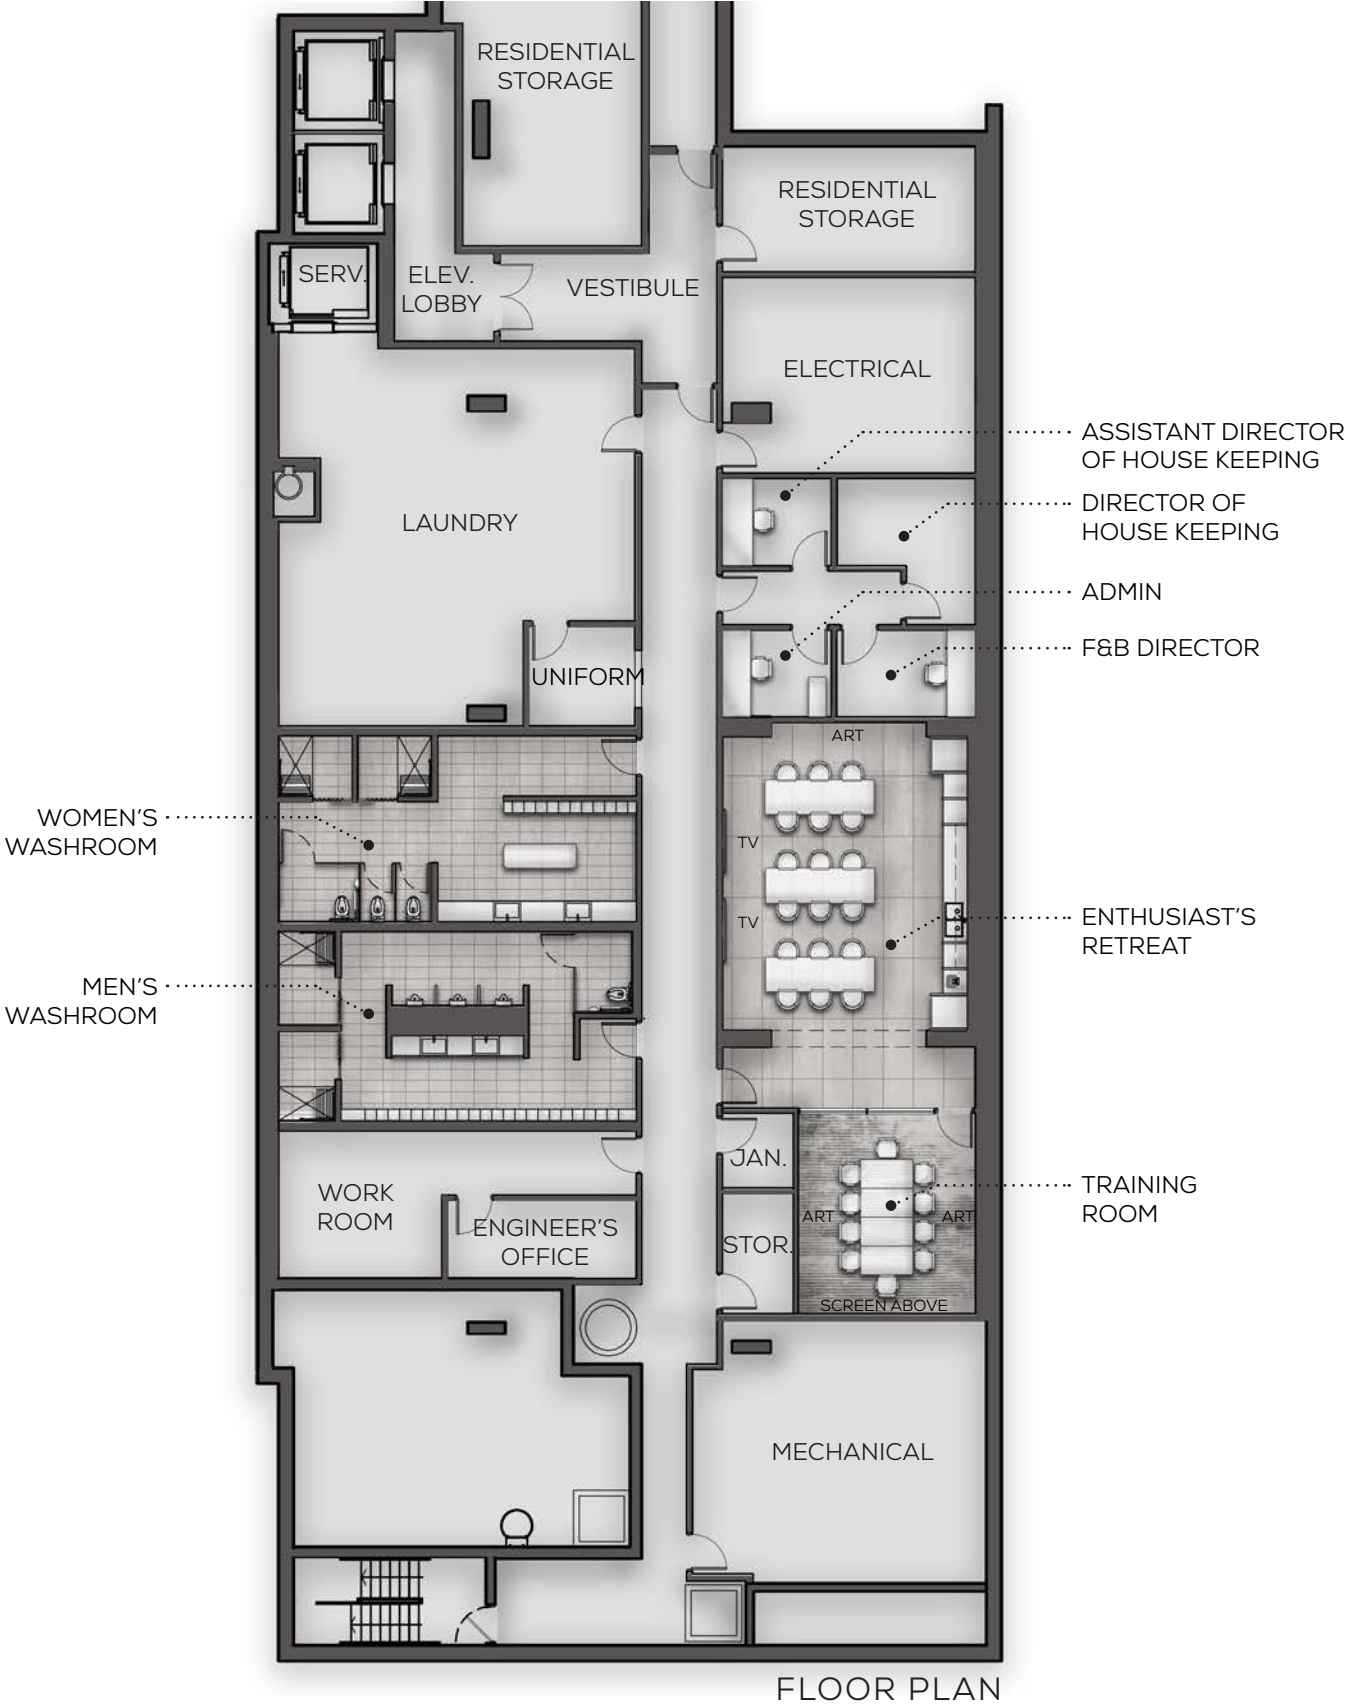 RESIDENTIAL
STORAGE
RESIDENTIAL
STORAGE
SERV.
ELEV.
LOBBY
VESTIBULE
ELECTRICAL
ASSISTANT DIRECTOR
OF HOUSE KEEPING
DIRECTOR OF
HOUSE KEEPING
LAUNDRY
ADMIN
F&B DIRECTOR
UNIFORM
ART
WOMEN'S
WASHROOM
TV
TV
ENTHUSIAST'S
RETREAT
MEN'S
WASHROOM
JAN.
WORK
ROOM
TRAINING
ROOM
ART
ART
ENGINEER'S
OFFICE
STOR.
SCREEN ABOVE
MECHANICAL
FLOOR PLAN